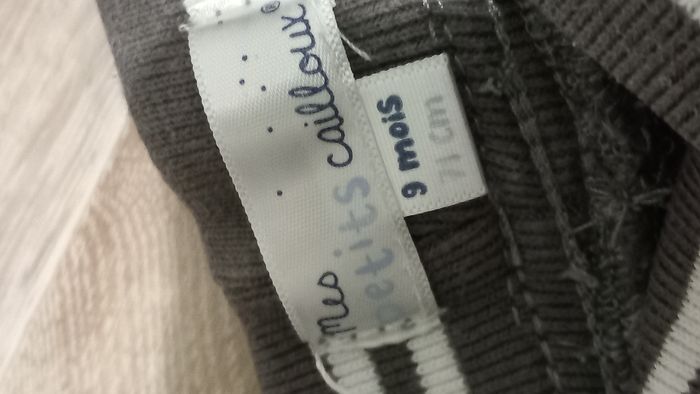 mes
petits cailloux®
9 mois
71 cm